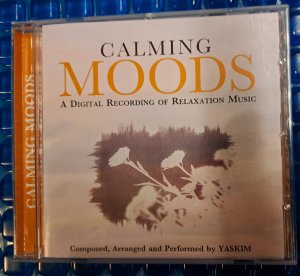 CALMING
MOODS
A DIGITAL RECORDING OF RELAXATION MUSIC
Composed, Arranged and Performed by YASKIM
CALMING MOODS